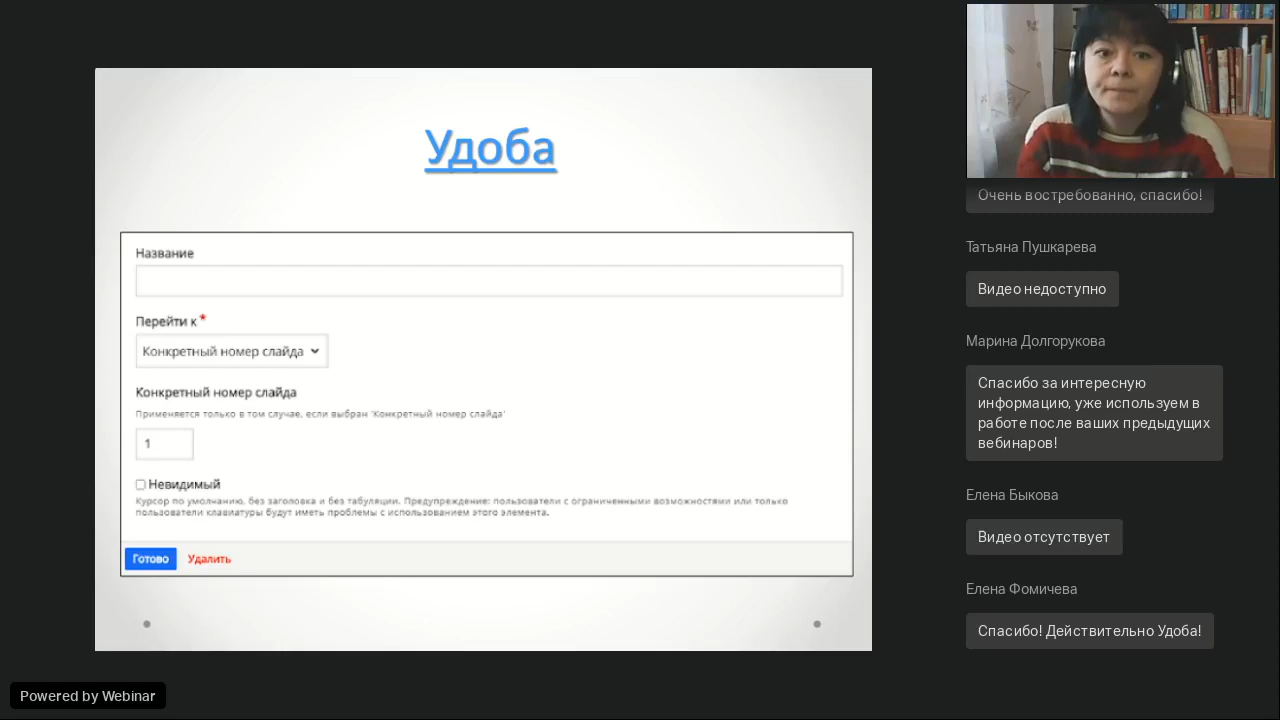 Удоба
Название
Перейти к *
Конкретный номер слайда
Конкретный номер слайда
Применяется только в том случае, если выбран 'Конкретный номер слайда'
1
Невидимый
Курсор по умолчанию, без заголовка и без табуляции. Предупреждение: пользователи с ограниченными возможностями или только
пользователи клавиатуры будут иметь проблемы с использованием этого элемента.
Готово Удалить
Очень востребованно, спасибо!
Татьяна Пушкарева
Видео недоступно
Марина Долгорукова
Спасибо за интересную
информацию, уже используем в
работе после ваших предыдущих
вебинаров!
Елена Быкова
Видео отсутствует
Елена Фомичева
Спасибо! Действительно Удоба!
Powered by Webinar